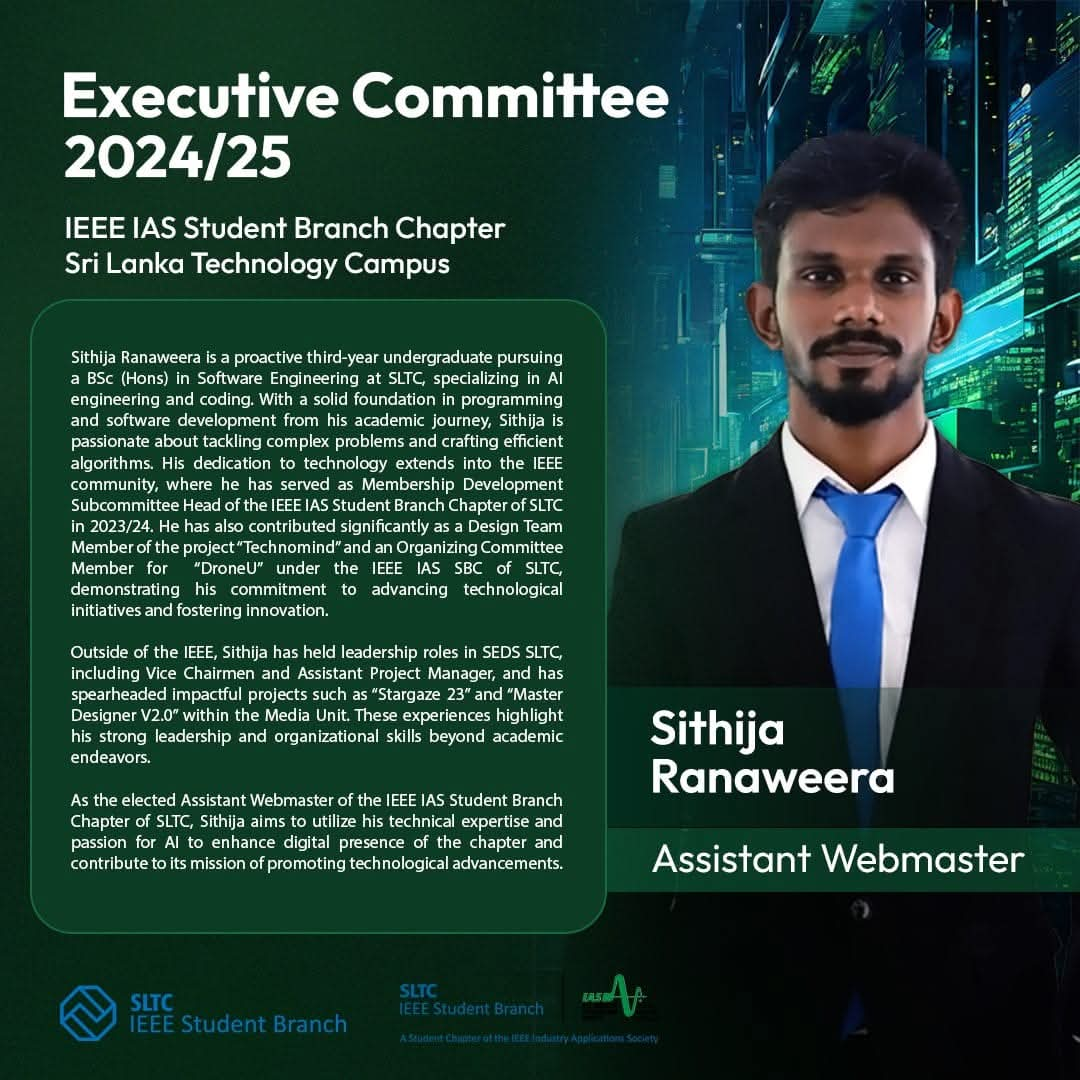 Executive Committee
2024/25
IEEE IAS Student Branch Chapter
Sri Lanka Technology Campus
Sithija Ranaweera is a proactive third-year undergraduate pursuing
a BSc (Hons) in Software Engineering at SLTC, specializing in AI
engineering and coding. With a solid foundation in programming
and software development from his academic journey, Sithija is
passionate about tackling complex problems and crafting efficient
algorithms. His dedication to technology extends into the IEEE
community, where he has served as Membership Development
Subcommittee Head of the IEEE IAS Student Branch Chapter of SLTC
in 2023/24. He has also contributed significantly as a Design Team
Member of the project “Technomind” and an Organizing Committee
Member for “DroneU” under the IEEE IAS SBC of SLTC,
demonstrating his commitment to advancing technological
initiatives and fostering innovation.
Outside of the IEEE, Sithija has held leadership roles in SEDS SLTC,
including Vice Chairmen and Assistant Project Manager, and has
spearheaded impactful projects such as “Stargaze 23” and “Master
Designer V2.0” within the Media Unit. These experiences highlight
his strong leadership and organizational skills beyond academic
endeavors.
As the elected Assistant Webmaster of the IEEE IAS Student Branch
Chapter of SLTC, Sithija aims to utilize his technical expertise and
passion for AI to enhance digital presence of the chapter and
contribute to its mission of promoting technological advancements.
Sithija
Ranaweera
Assistant Webmaster
SLTC
IEEE Student Branch
SLTC
IEEE Student Branch
IAS
A Student Chapter of the IEEE Industry Applications Society